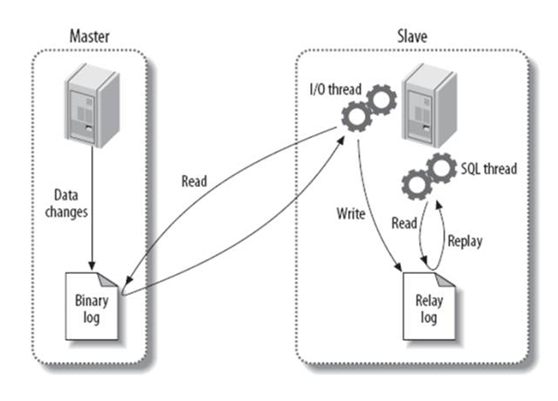 Master
Slave
I/O thread
SQL thread
Read
Data
changes
Write
Read
Replay
Binary
log
Relay
log